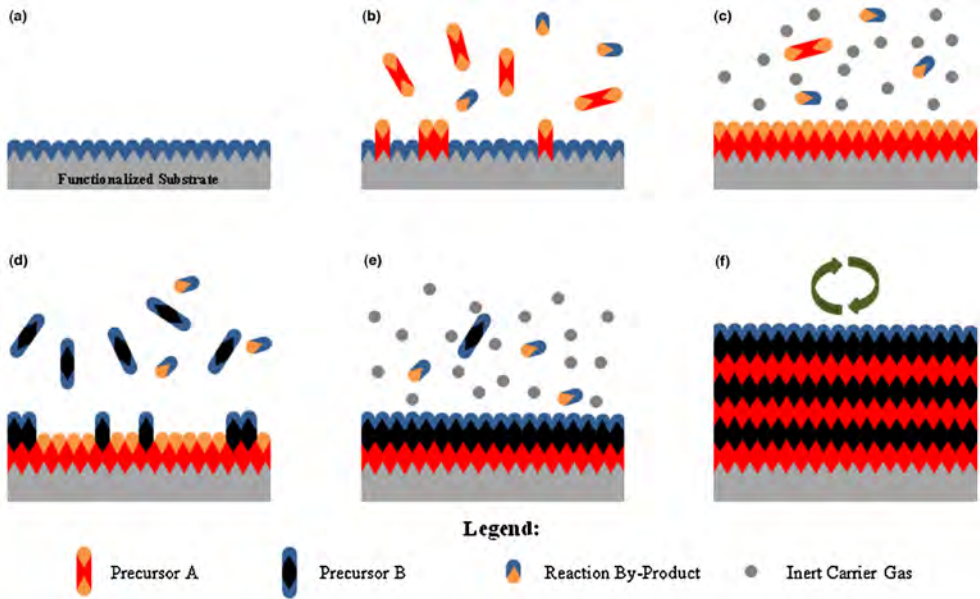 (a)
(b)
(c)
Functionalized Substrate
(d)
(e)
(f)
Legend:
Precursor A
Precursor B
Reaction By-Product
Inert Carrier Gas